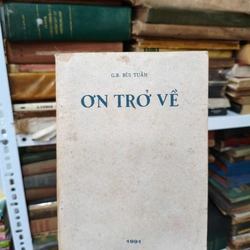 G.B. BÙI TUẦN
ƠN TRỞ VỀ
1991